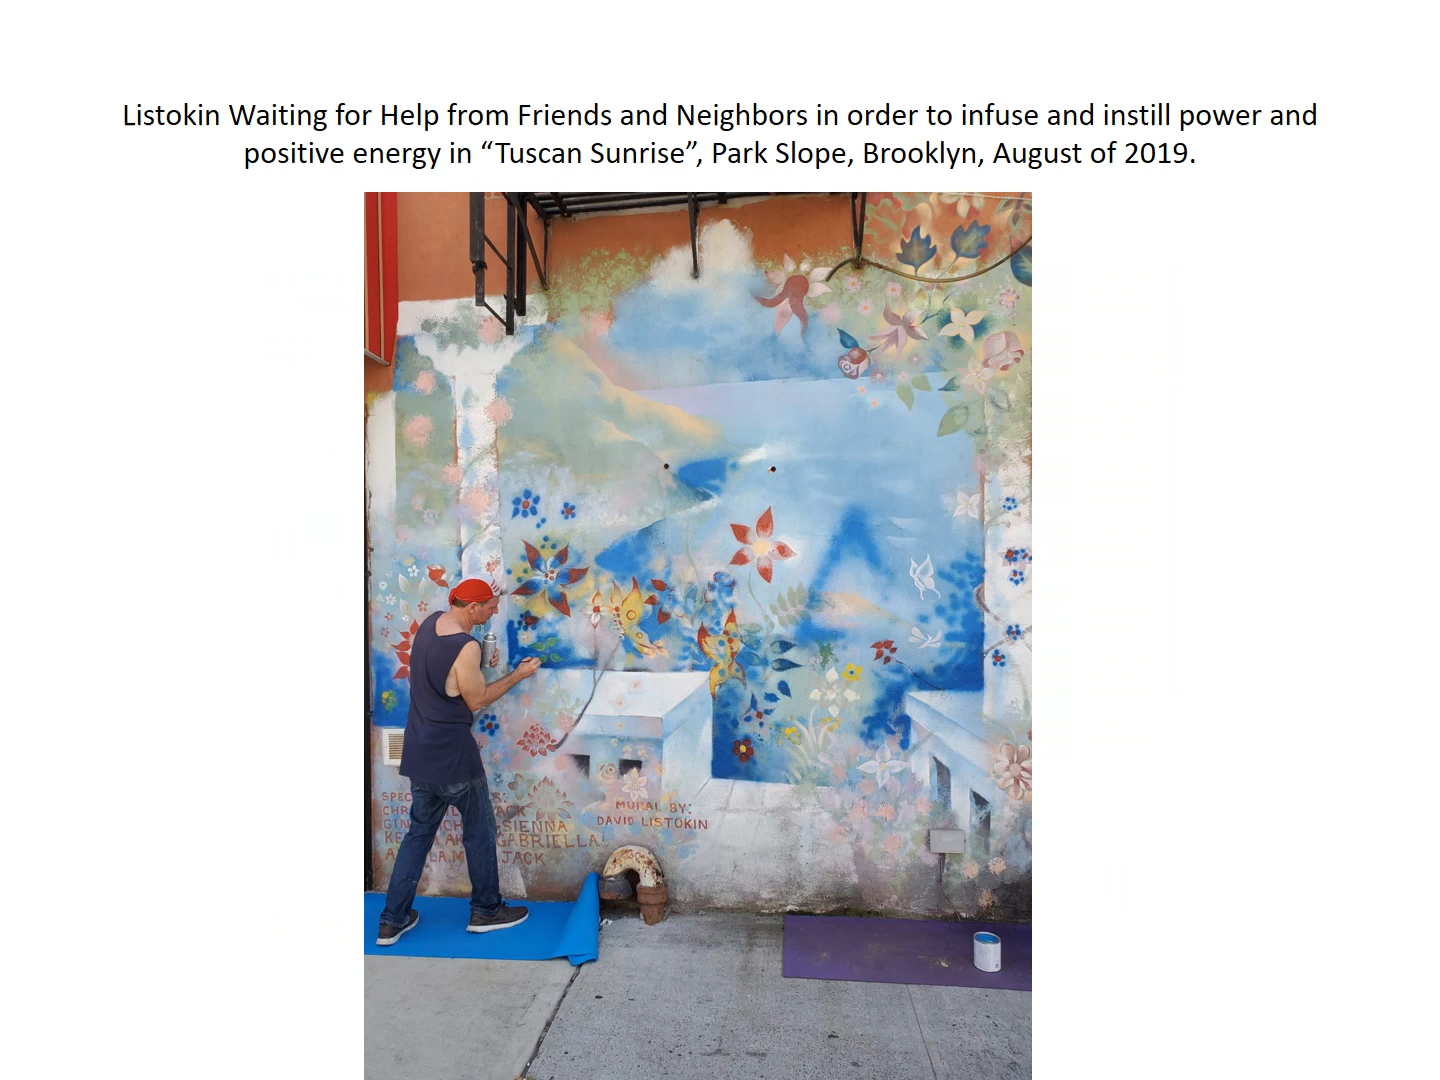 Listokin Waiting for Help from Friends and Neighbors in order to infuse and instill power and
positive energy in “Tuscan Sunrise”, Park Slope, Brooklyn, August of 2019.
MURAL BY:
DAVID LISTOKIN
SIENNA
GABRIELLA
JACK